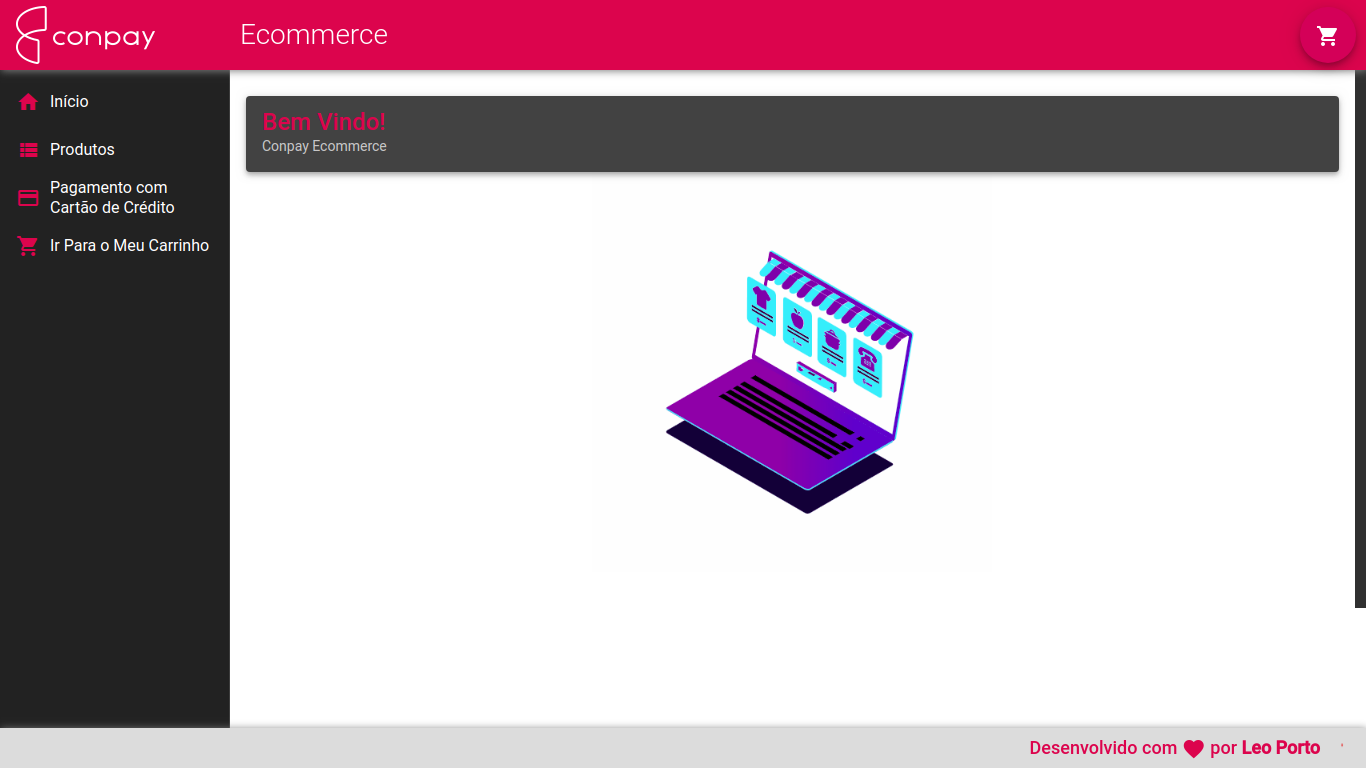 conpay
Ecommerce
Início
Produtos
Pagamento com
Cartão de Crédito
Ir Para o Meu Carrinho
Bem Vindo!
Conpay Ecommerce
Desenvolvido com por Leo Porto